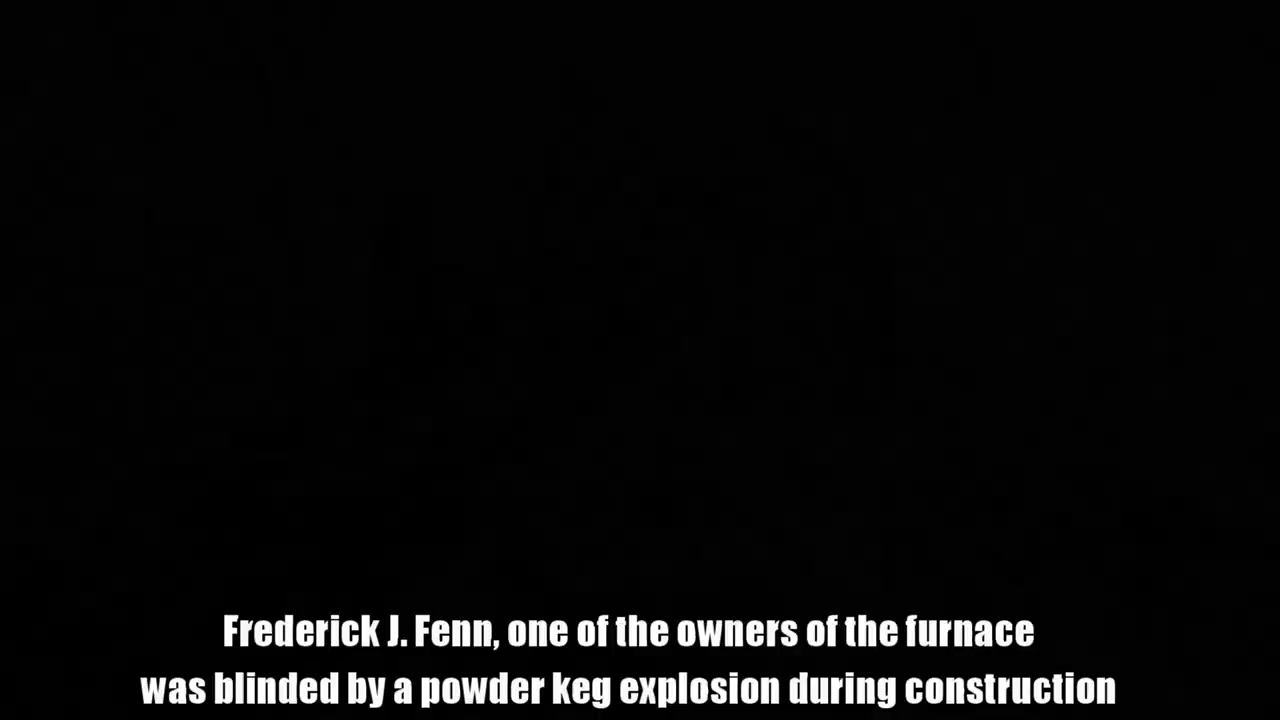 Frederick J. Fenn, one of the owners of the furnace
was blinded by a powder keg explosion during construction